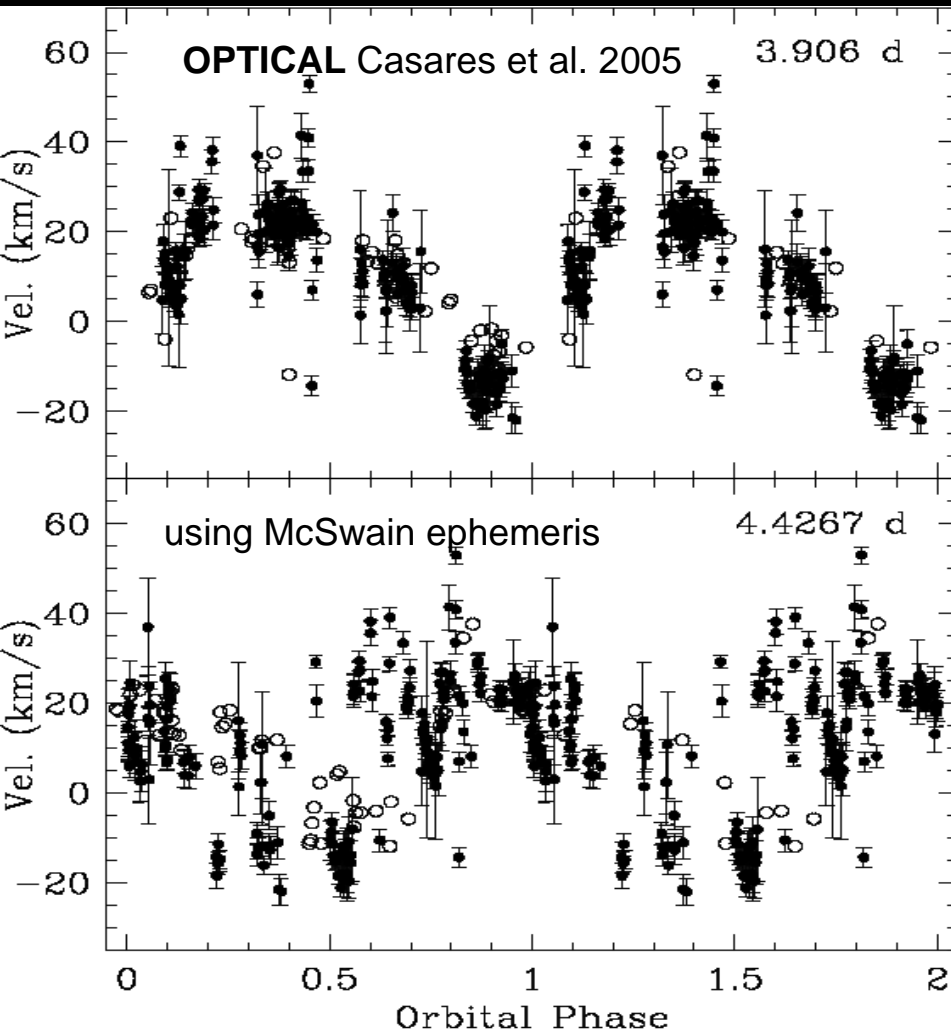 OPTICAL Casares et al. 2005 3.906 d
60
40
20
0
−20
Vel. (km/s)
using McSwain ephemeris 4.4267 d
60
40
20
0
−20
Vel. (km/s)
0 0.5 1 1.5 2
Orbital Phase